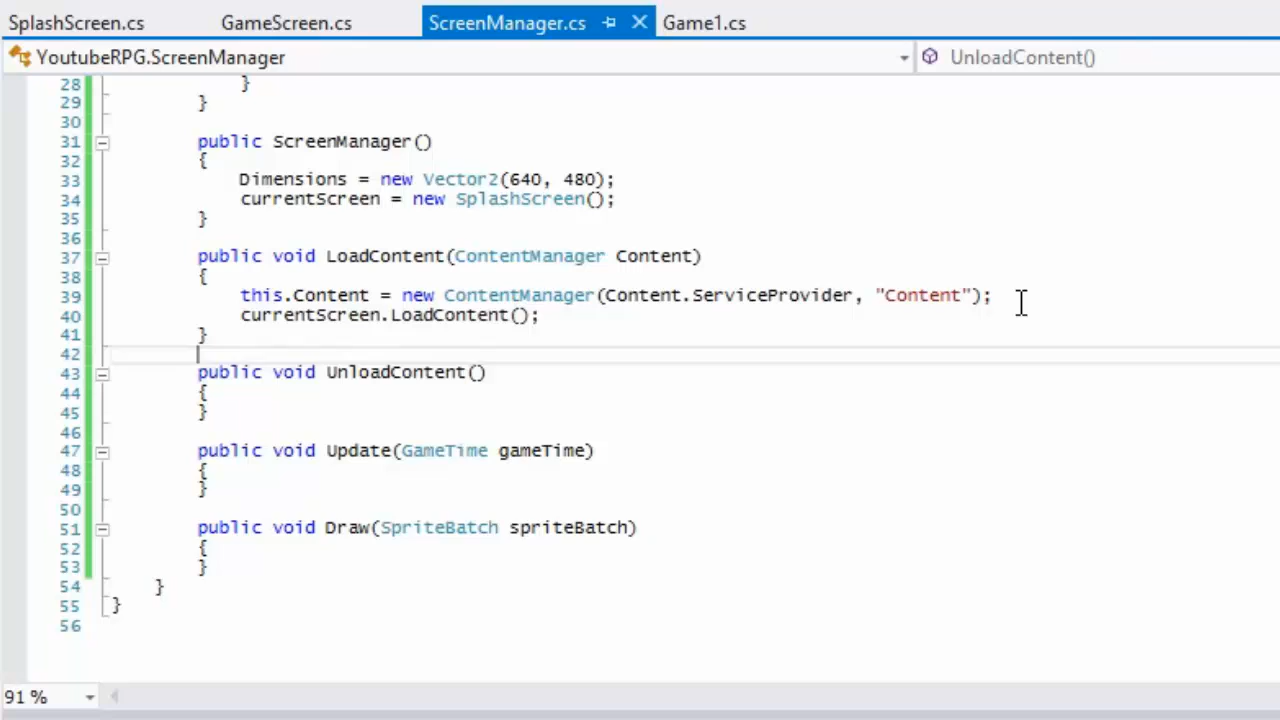 SplashScreen.cs GameScreen.cs ScreenManager.cs Game1.cs
YoutubeRPG.ScreenManager UnloadContent()
28 }
29 }
30
31 public ScreenManager()
32 {
33 Dimensions = new Vector2(640, 480);
34 currentScreen = new SplashScreen();
35 }
36
37 public void LoadContent(ContentManager Content)
38 {
39 this.Content = new ContentManager(Content.ServiceProvider, "Content");
40 currentScreen.LoadContent();
41 }
42
43 public void UnloadContent()
44 {
45 }
46
47 public void Update(GameTime gameTime)
48 {
49 }
50
51 public void Draw(SpriteBatch spriteBatch)
52 {
53 }
54 }
55 }
56
91 %